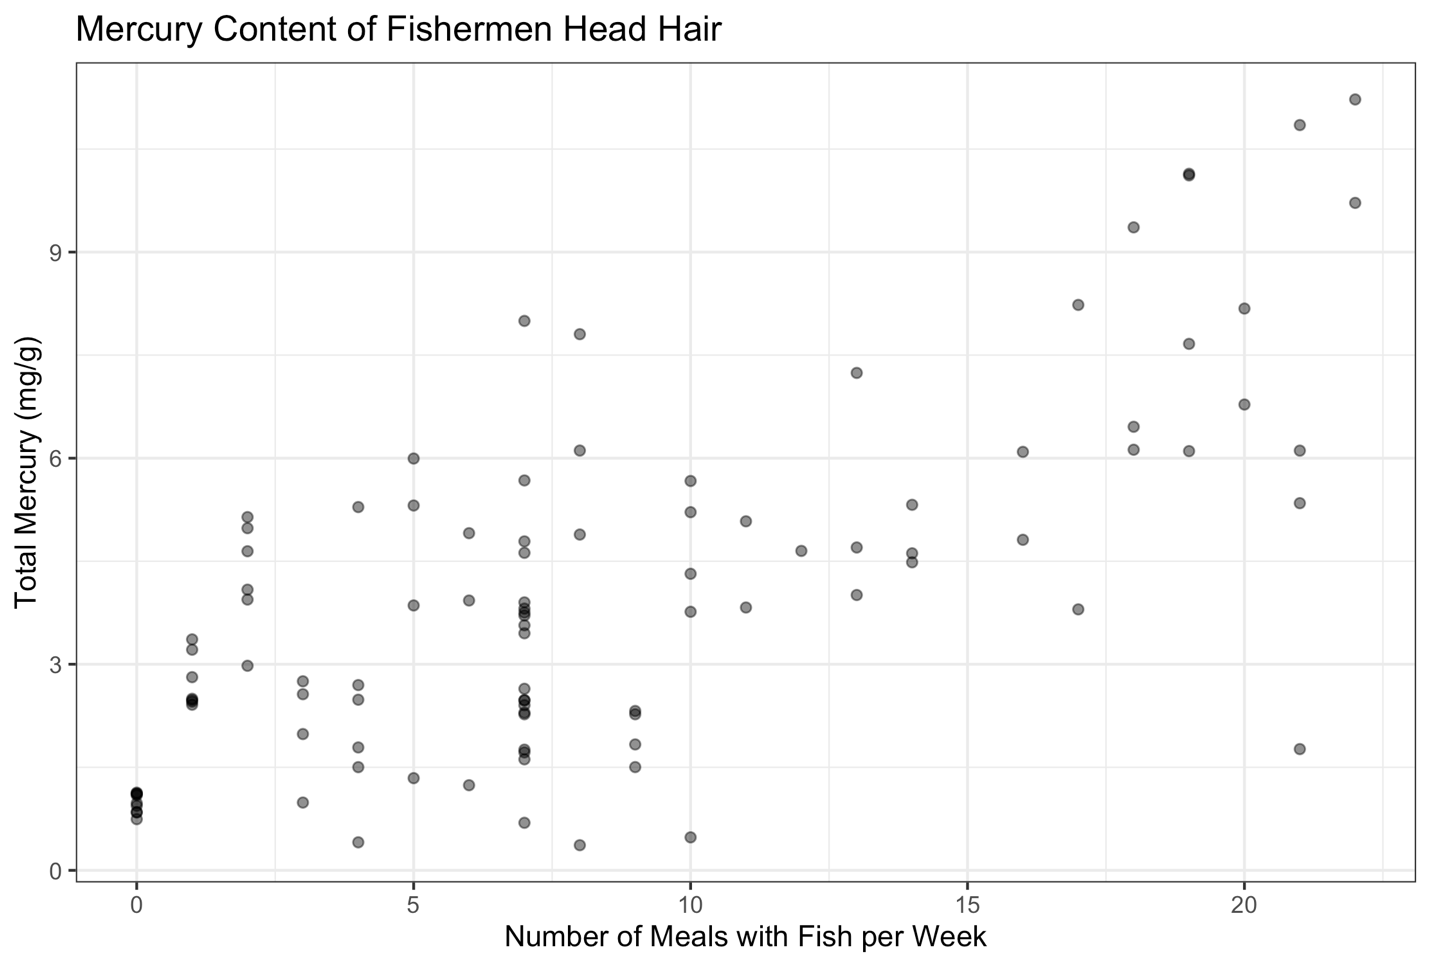 Mercury Content of Fishermen Head Hair
Total Mercury (mg/g)
9
6
3
0
0 5 10 15 20
Number of Meals with Fish per Week